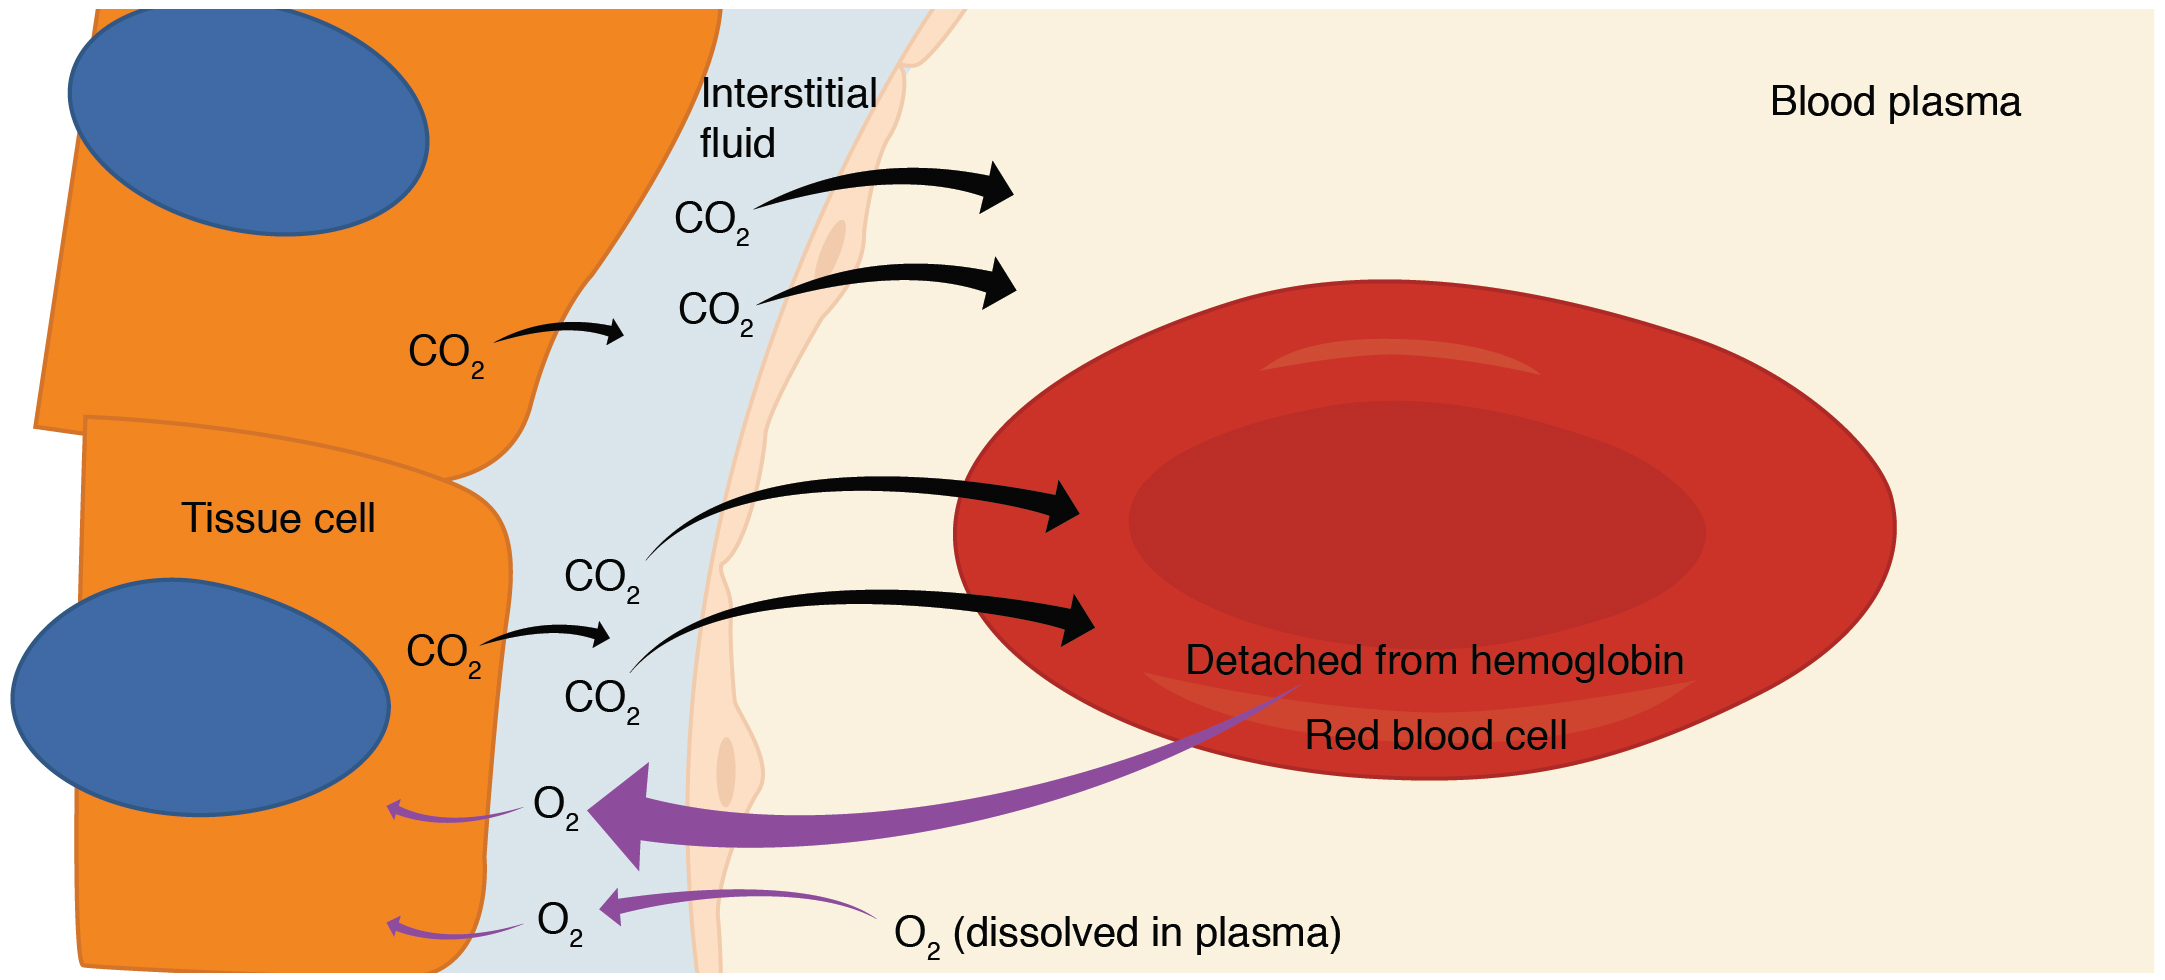 Interstitial
fluid
Blood plasma
CO₂
CO₂
CO₂
Tissue cell
CO₂
CO₂
CO₂
Detached from hemoglobin
Red blood cell
O₂
O₂
O₂ (dissolved in plasma)